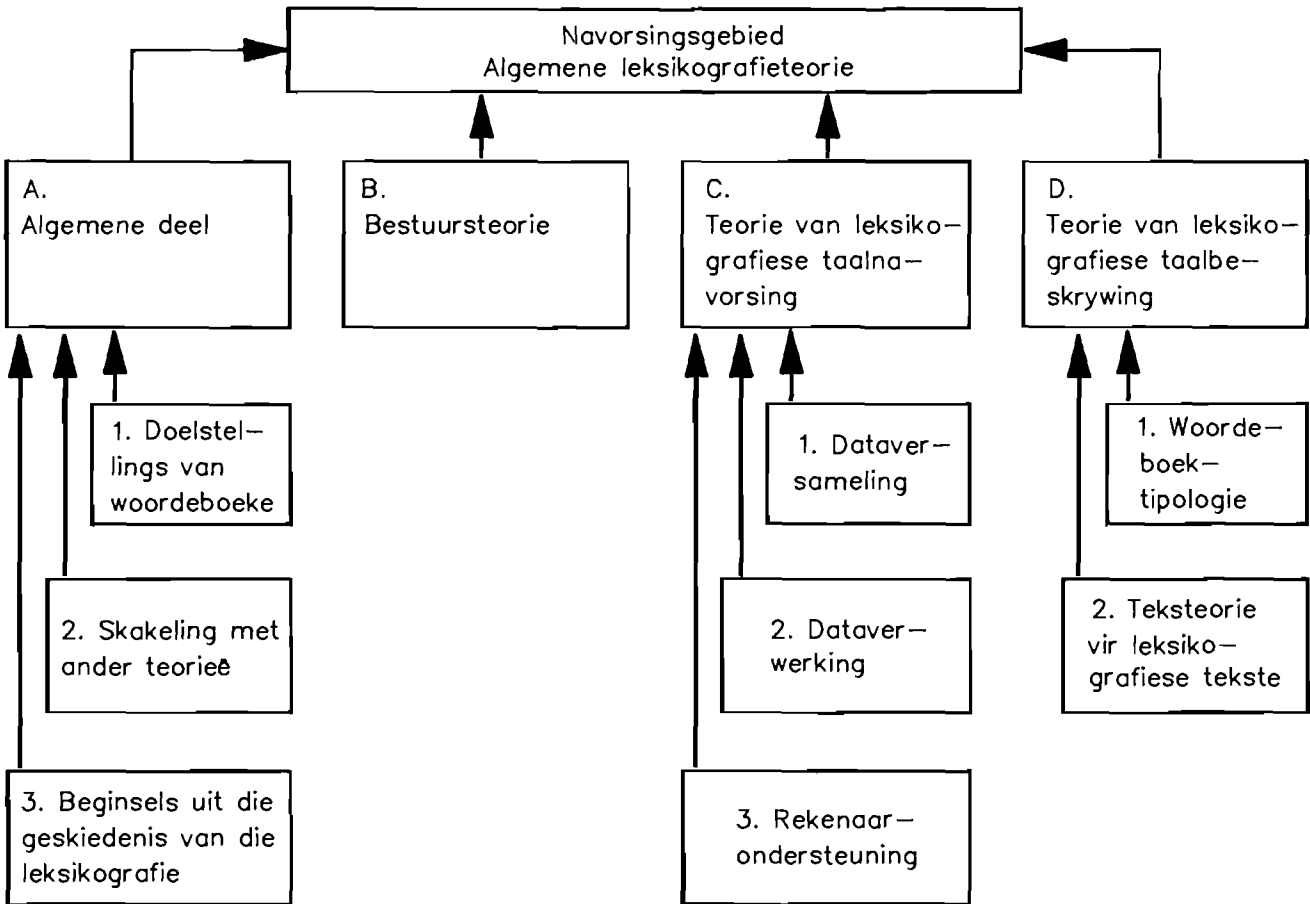 Navorsingsgebied
Algemene leksikografieteorie
A.
Algemene deel
B.
Bestuursteorie
C.
Teorie van leksiko-
grafiese taalna-
vorsing
D.
Teorie van leksiko-
grafiese taalbe-
skrywing
1. Doelstel-
lings van
woordeboeke
2. Skakeling met
ander teorieë
3. Beginsels uit die
geskiedenis van die
leksikografie
1. Dataver-
sameling
2. Dataver-
werking
3. Rekenaar-
ondersteuning
1. Woorde-
boek-
tipologie
2. Teksteorie
vir leksiko-
grafiese tekste